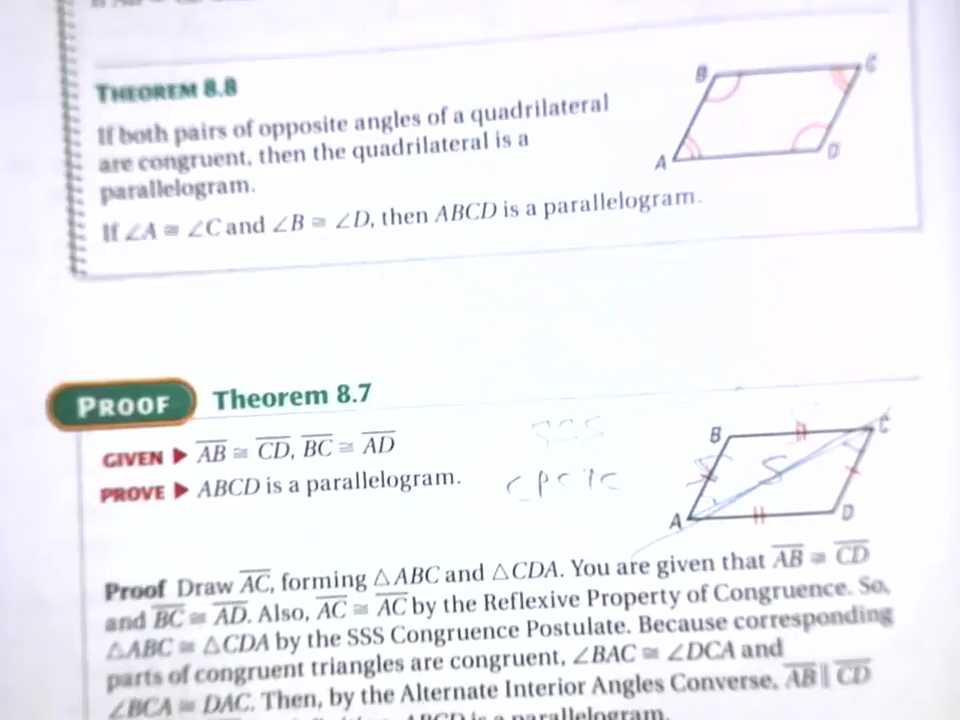 THEOREM 8.8
B
C
If both pairs of opposite angles of a quadrilateral
are congruent, then the quadrilateral is a
parallelogram.
A
D
If ∠A ≅ ∠C and ∠B ≅ ∠D, then ABCD is a parallelogram.
PROOF Theorem 8.7
GIVEN ▶ AB ≅ CD, BC ≅ AD
SSS
B
C
PROVE ▶ ABCD is a parallelogram.
CPCTC
S S
A
D
Proof Draw AC, forming △ABC and △CDA. You are given that AB ≅ CD
and BC ≅ AD. Also, AC ≅ AC by the Reflexive Property of Congruence. So,
△ABC ≅ △CDA by the SSS Congruence Postulate. Because corresponding
parts of congruent triangles are congruent, ∠BAC ≅ ∠DCA and
∠BCA ≅ DAC. Then, by the Alternate Interior Angles Converse, AB ∥ CD
ABCD is a parallelogram.